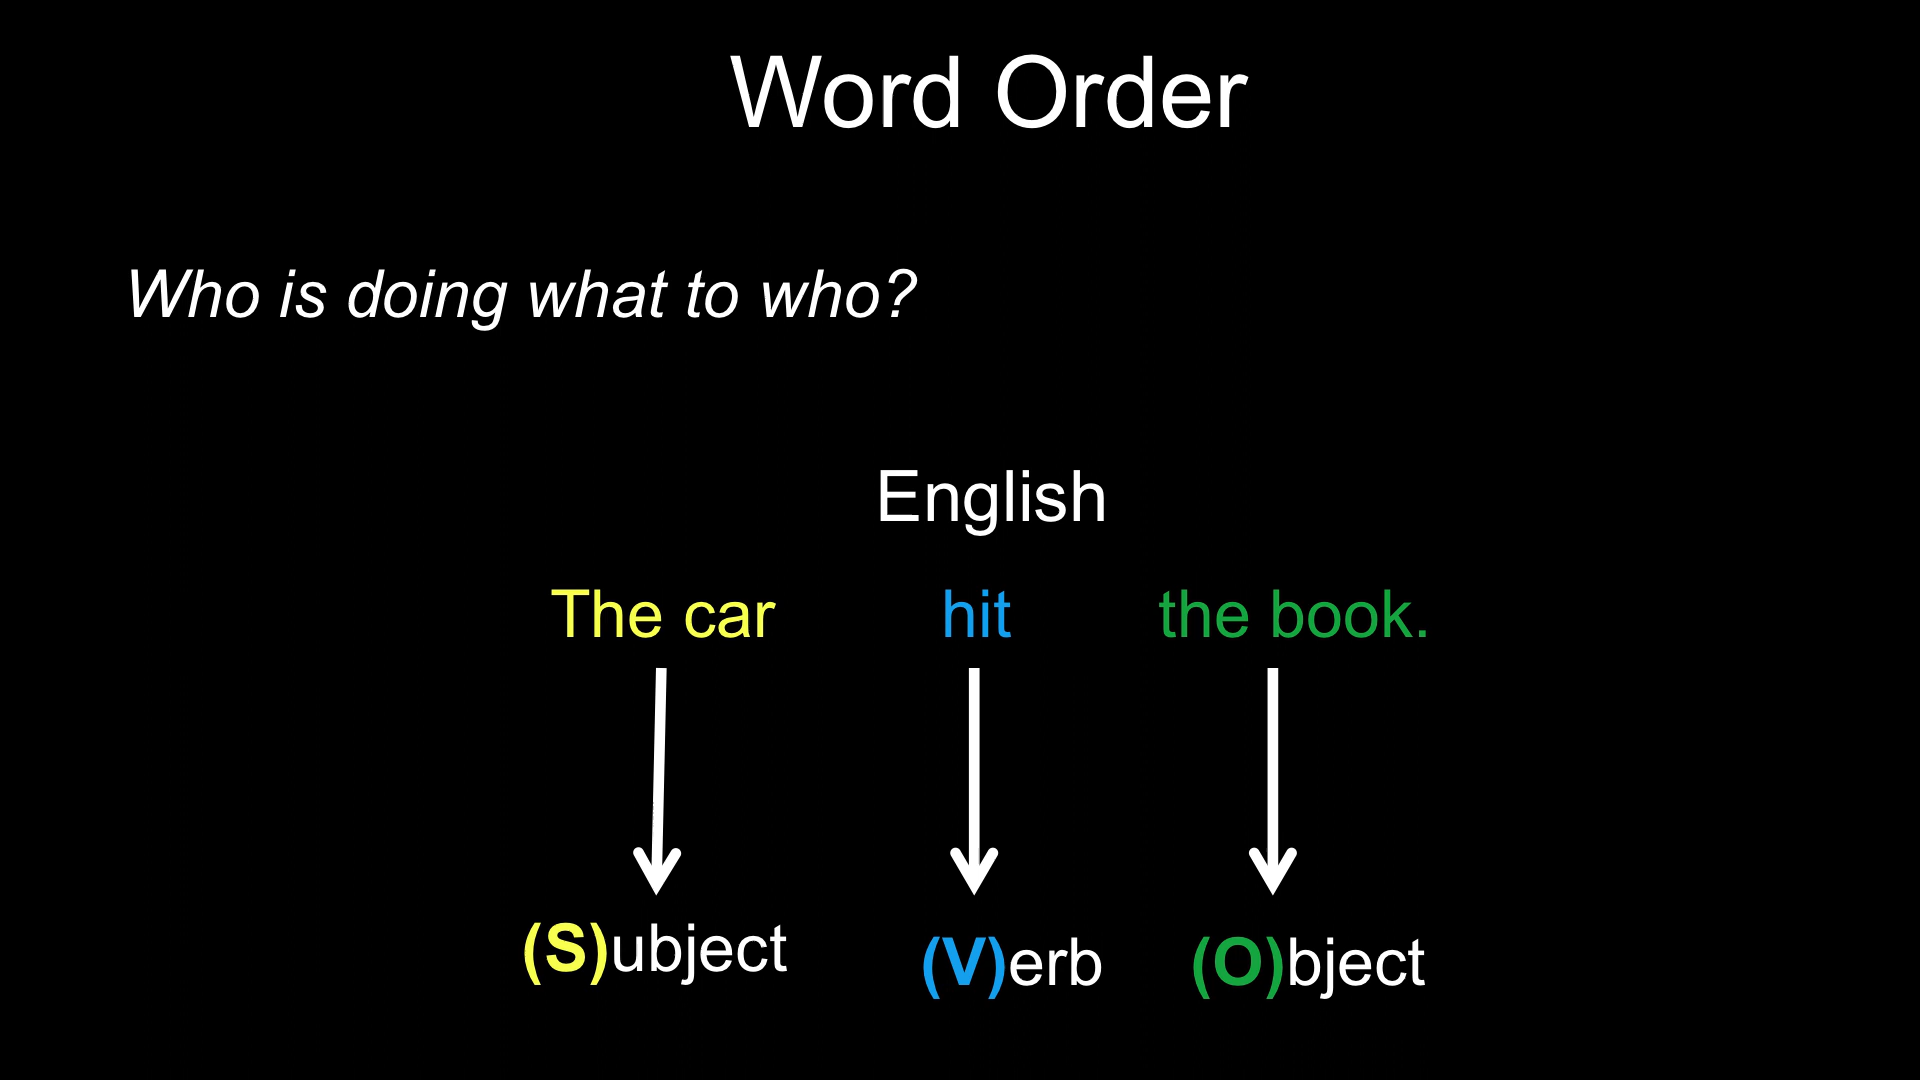 Word Order
Who is doing what to who?
English
The car hit the book.
(S)ubject (V)erb (O)bject